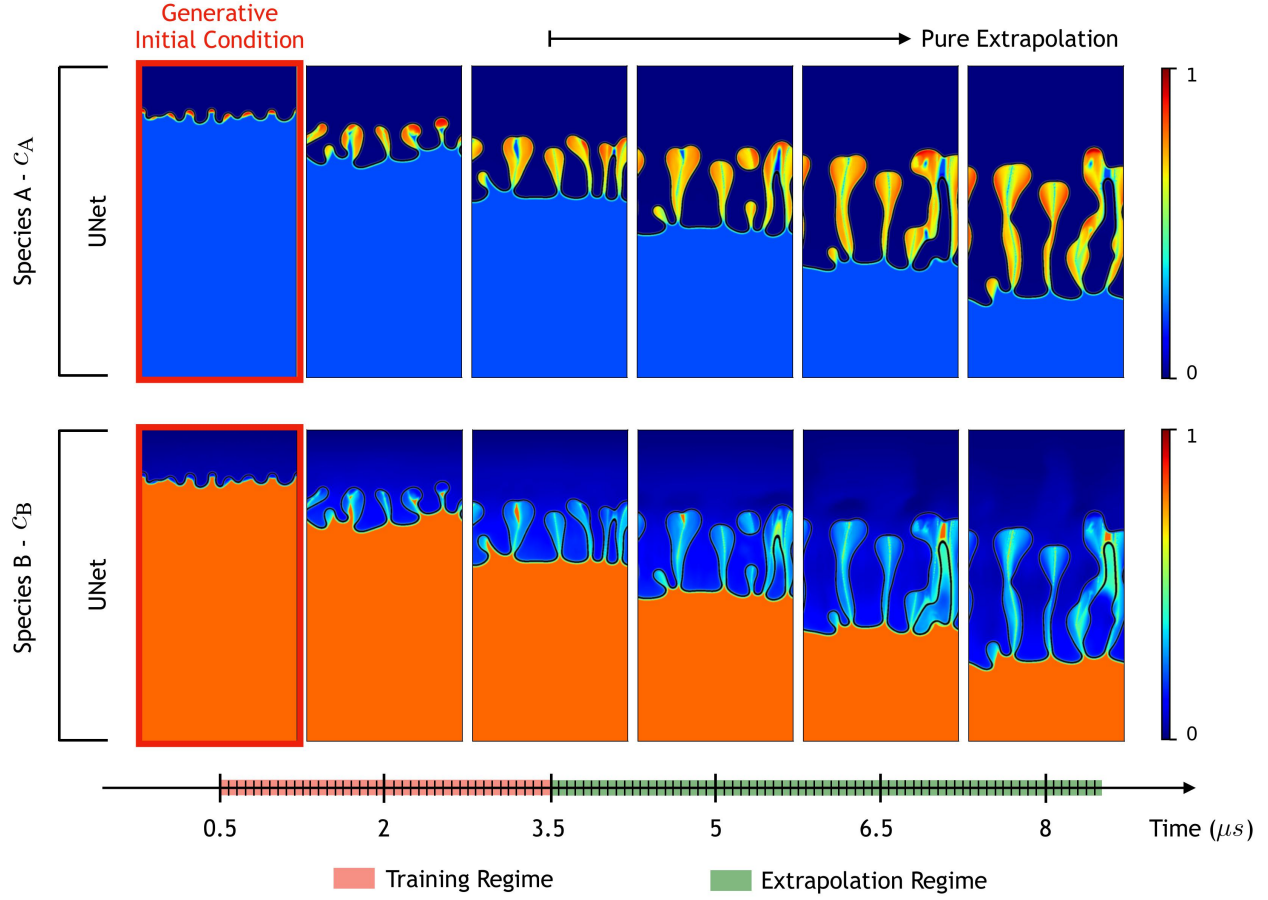 Generative
Initial Condition
Pure Extrapolation
Species A - c_A
UNet
1
0
Species B - c_B
UNet
1
0
0.5 2 3.5 5 6.5 8 Time (μs)
Training Regime Extrapolation Regime